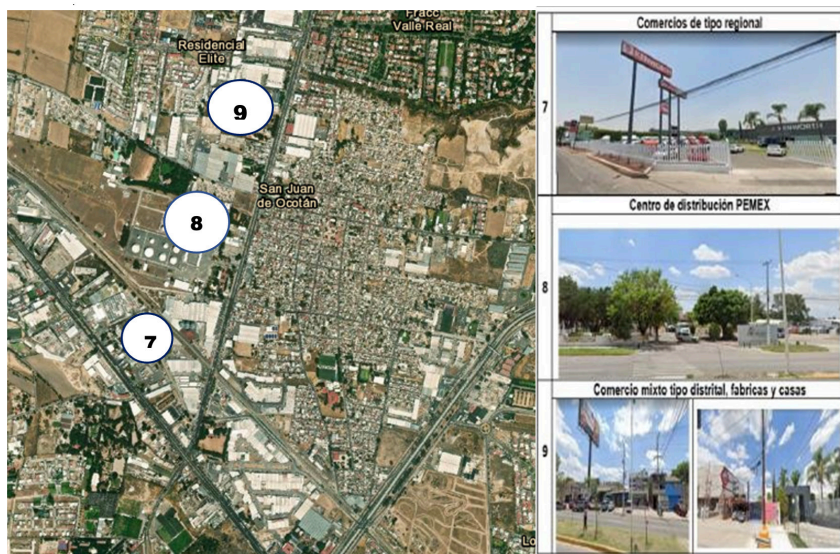 Fracc
Valle Real
Residencial
Elite
9
San Juan
de Ocotán
8
7
Comercios de tipo regional
7
Centro de distribución PEMEX
8
Comercio mixto tipo distrital, fabricas y casas
9